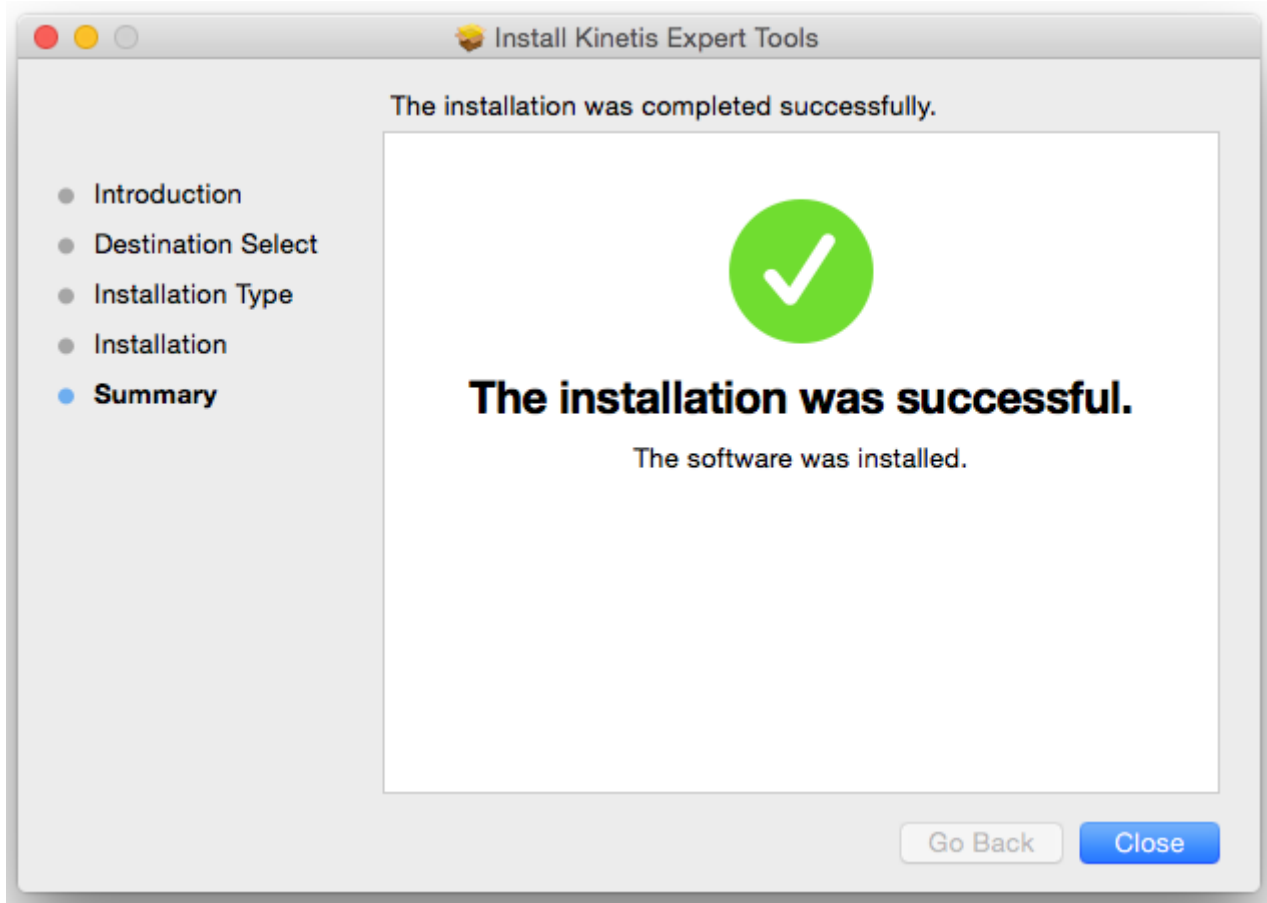 Install Kinetis Expert Tools
The installation was completed successfully.
Introduction
Destination Select
Installation Type
Installation
Summary
The installation was successful.
The software was installed.
Go Back
Close